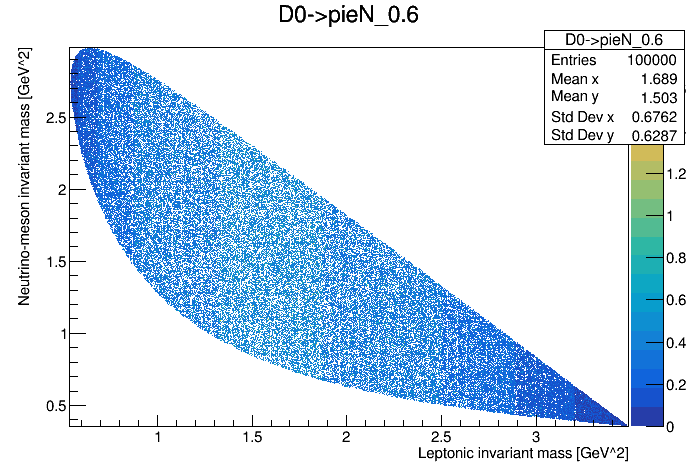 D0->pieN_0.6
D0->pieN_0.6
Entries 100000
Mean x 1.689
Mean y 1.503
Std Dev x 0.6762
Std Dev y 0.6287
Neutrino-meson invariant mass [GeV^2]
2.5
2
1.5
1
0.5
1 1.5 2 2.5 3
Leptonic invariant mass [GeV^2]
1.2
1
0.8
0.6
0.4
0.2
0